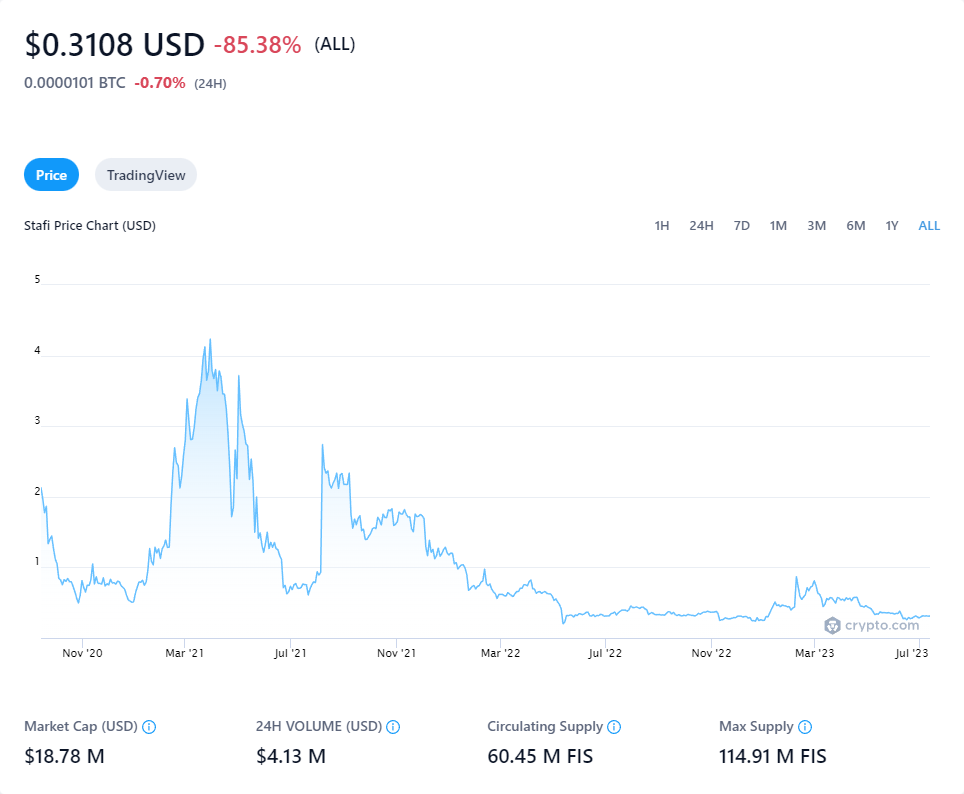 $0.3108 USD -85.38% (ALL)
0.0000101 BTC -0.70% (24H)
Price TradingView
Stafi Price Chart (USD) 1H 24H 7D 1M 3M 6M 1Y ALL
5
4
3
2
1
crypto.com
Nov '20 Mar '21 Jul '21 Nov '21 Mar '22 Jul '22 Nov '22 Mar '23 Jul '23
Market Cap (USD) 24H VOLUME (USD) Circulating Supply Max Supply
$18.78 M $4.13 M 60.45 M FIS 114.91 M FIS